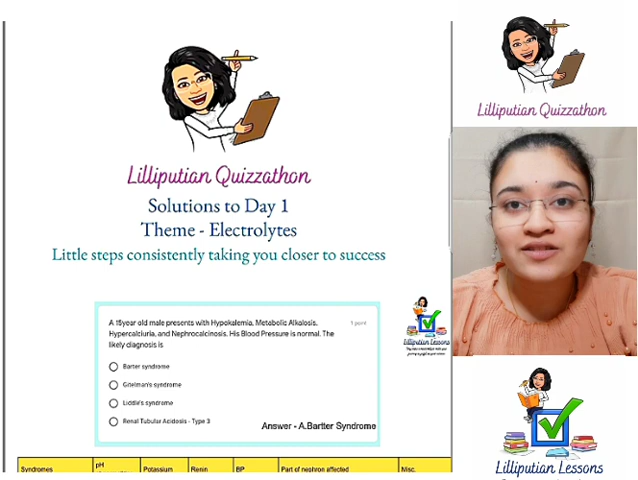 Lilliputian Quizzathon
Solutions to Day 1
Theme - Electrolytes
Little steps consistently taking you closer to success
A 15year old male presents with Hypokalemia, Metabolic Alkalosis,
1 point
Hypercalciuria, and Nephrocalcinosis. His Blood Pressure is normal. The
likely diagnosis is
Barter syndrome
Gitelman's syndrome
Liddle's syndrome
Renal Tubular Acidosis - Type 3
Answer - A.Bartter Syndrome
Syndromes
pH
Potassium
Renin
BP
Part of nephron affected
Misc.
Lilliputian Lessons
Lilliputian Quizzathon
Lilliputian Lessons